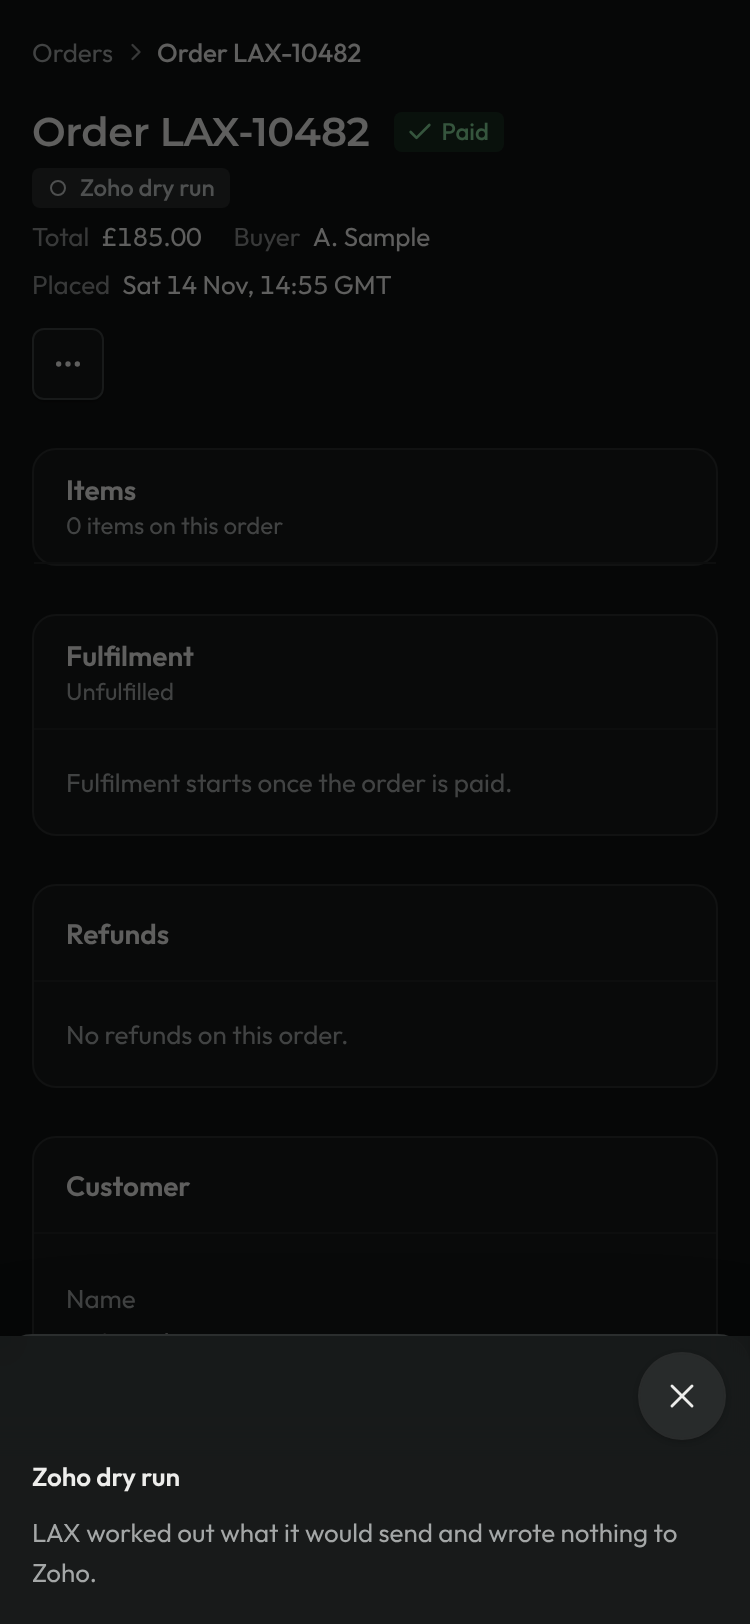 Orders > Order LAX-10482
Order LAX-10482 Paid
Zoho dry run
Total £185.00 Buyer A. Sample
Placed Sat 14 Nov, 14:55 GMT
Items
0 items on this order
Fulfilment
Unfulfilled
Fulfilment starts once the order is paid.
Refunds
No refunds on this order.
Customer
Name
Zoho dry run
LAX worked out what it would send and wrote nothing to
Zoho.